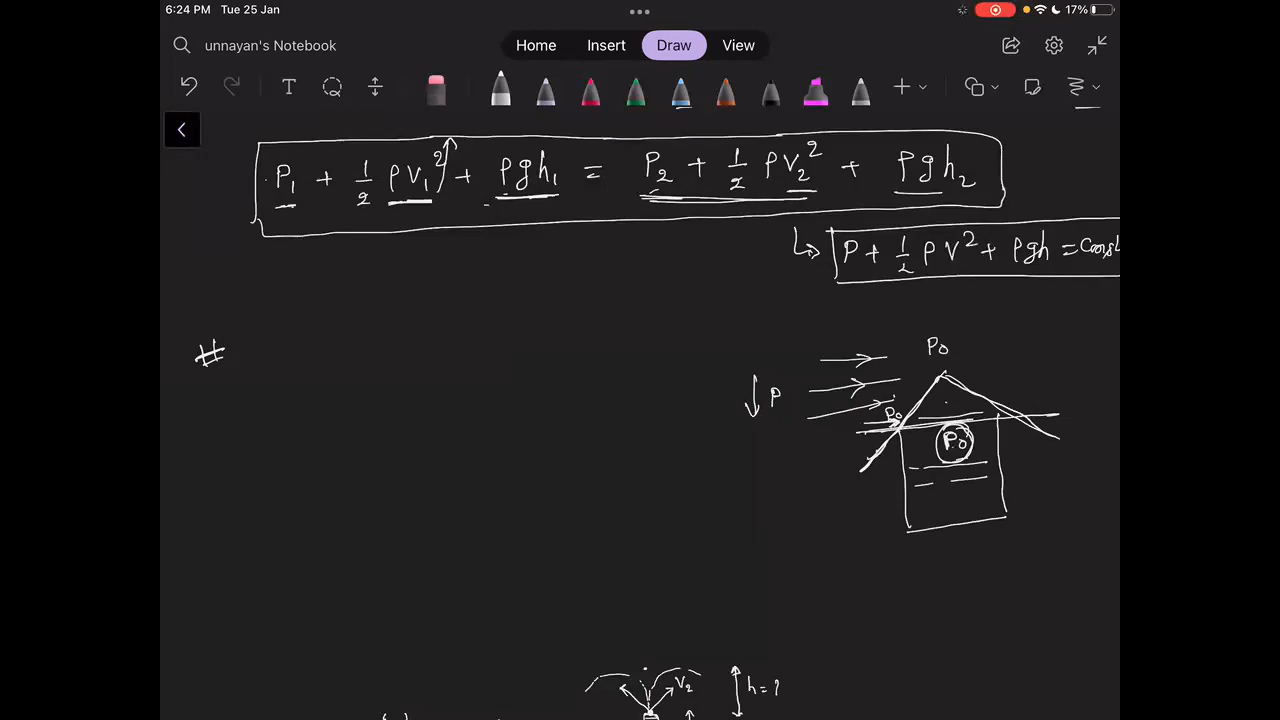 6:24 PM Tue 25 Jan
17%
unnayan's Notebook
Home Insert Draw View
P₁ + 1/2 ρv₁² + ρgh₁ = P₂ + 1/2 ρv₂² + ρgh₂
P + 1/2 ρV² + ρgh = Const
#
P₀
P
P₀
P₀
V₂
h = ?